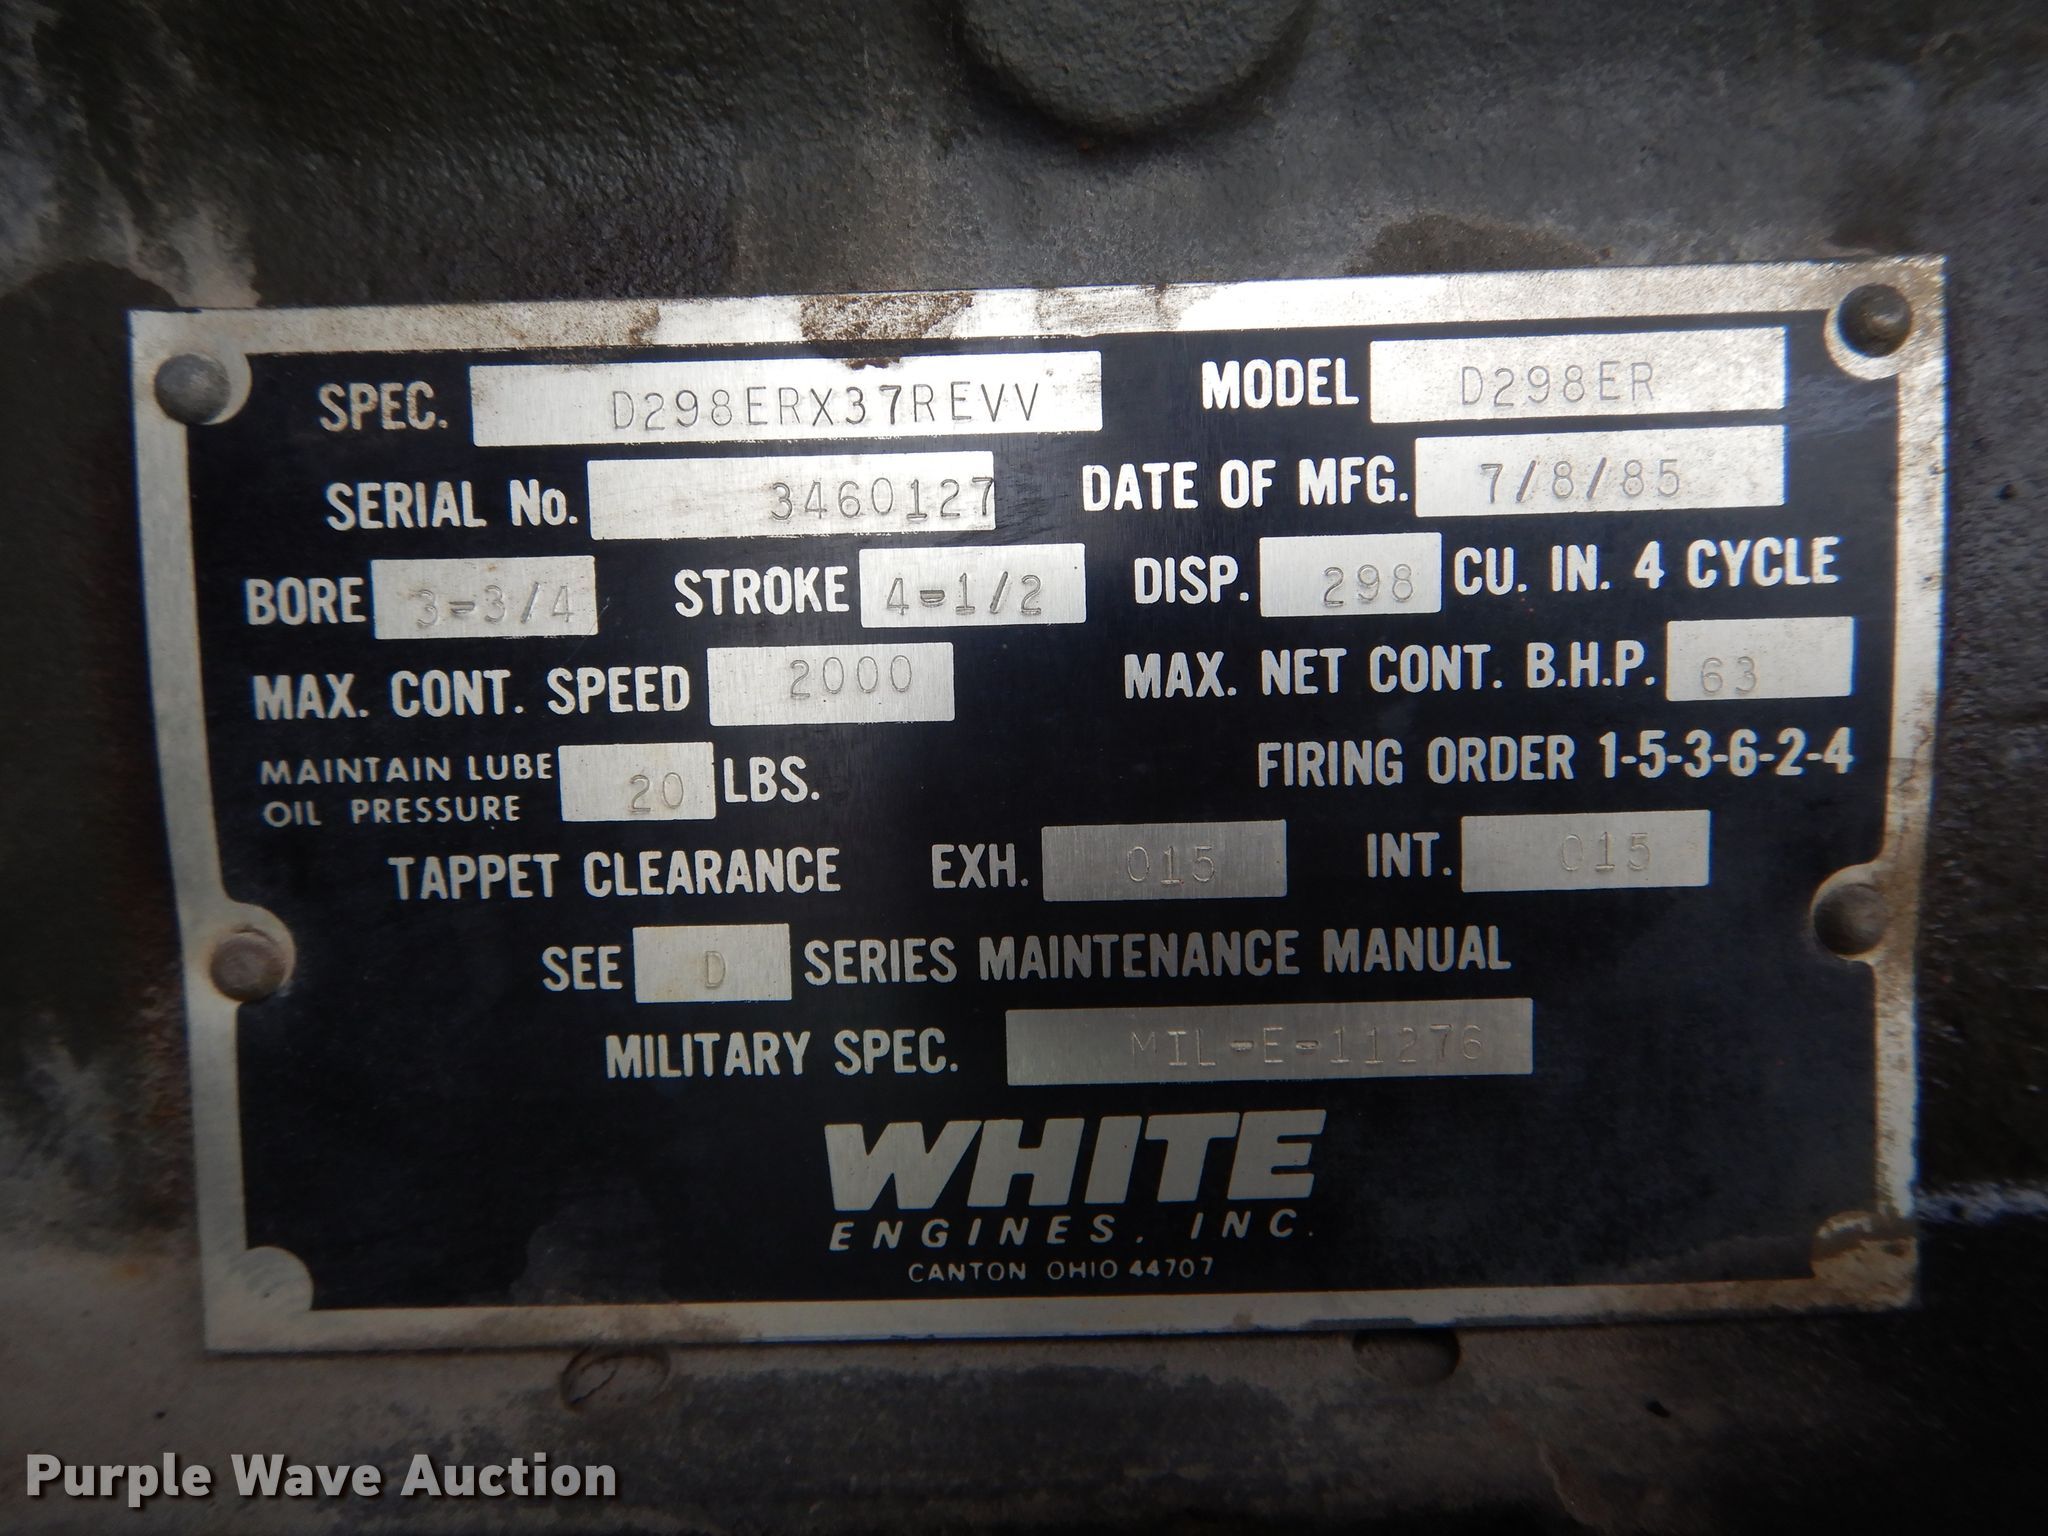 SPEC. D298ERX37REVV MODEL D298ER
SERIAL No. 3460127 DATE OF MFG. 7/8/85
BORE 3-3/4 STROKE 4-1/2 DISP. 298 CU. IN. 4 CYCLE
MAX. CONT. SPEED 2000 MAX. NET CONT. B.H.P. 63
MAINTAIN LUBE OIL PRESSURE 20 LBS. FIRING ORDER 1-5-3-6-2-4
TAPPET CLEARANCE EXH. 015 INT. 015
SEE D SERIES MAINTENANCE MANUAL
MILITARY SPEC. MIL-E-11276
WHITE
ENGINES, INC.
CANTON OHIO 44707
Purple Wave Auction